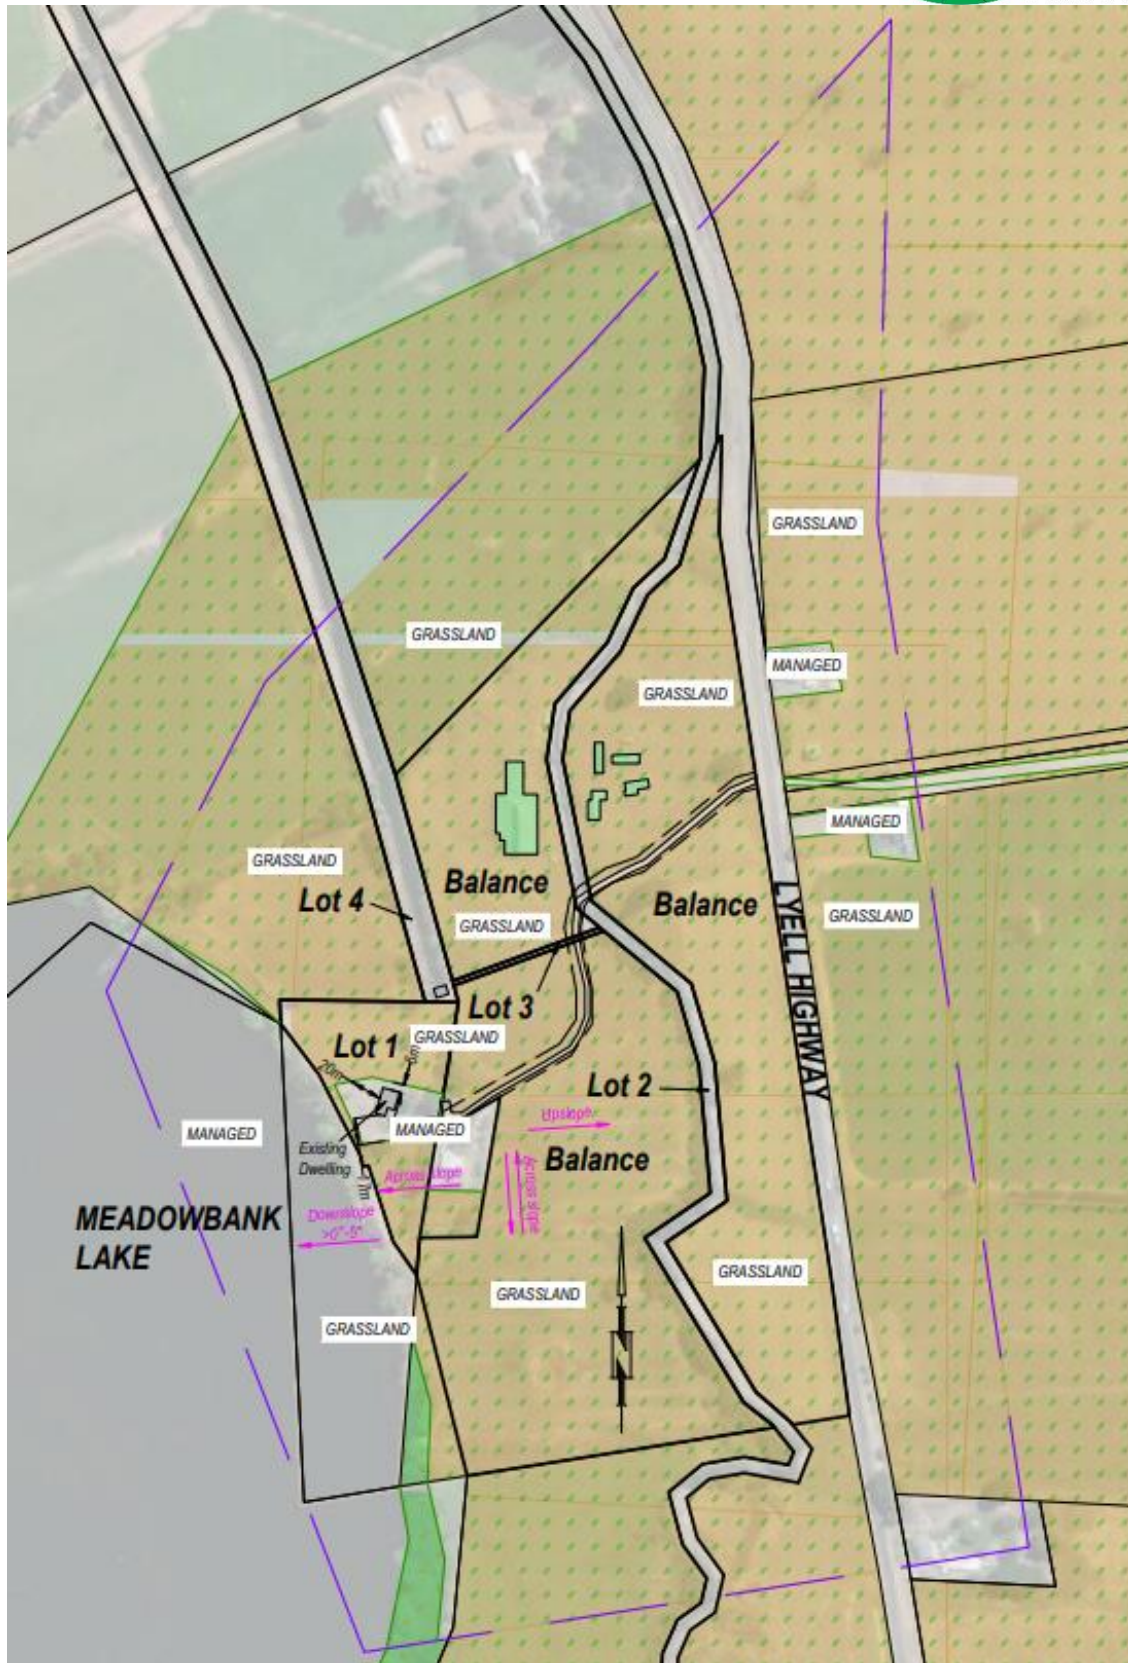 GRASSLAND
GRASSLAND
MANAGED
GRASSLAND
MANAGED
GRASSLAND
Lot 4
Balance
GRASSLAND
Balance
GRASSLAND
LYELL HIGHWAY
Lot 3
Lot 1
GRASSLAND
6m
20m
Lot 2
Upslope
MANAGED
MANAGED
Existing
Dwelling
Across slope
Across slope
Balance
17m
MEADOWBANK
LAKE
Downslope
>0°-5°
GRASSLAND
GRASSLAND
GRASSLAND
N